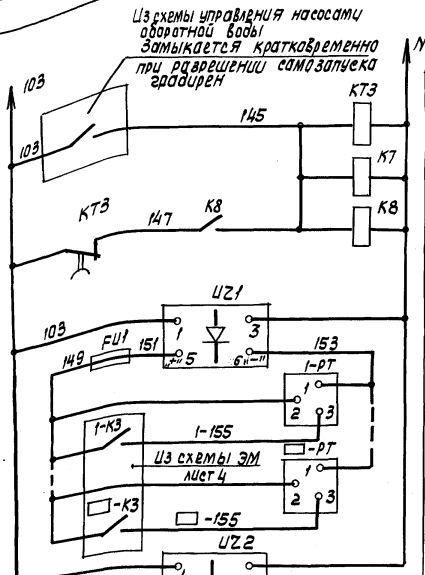 Из схемы управления насосами
оборотной воды
Замыкается кратковременно
при разрешении самозапуска
градирен
103
N
КТ3
145
103
К7
КТ3
147
К8
К8
UZ1
103
1
3
FU1
151
153
149
"+" 5
6 "-"
1-РТ
1
2
3
1-К3
1-155
-РТ
Из схемы ЭМ
лист 4
1
2
3
-К3
-155
UZ2
1